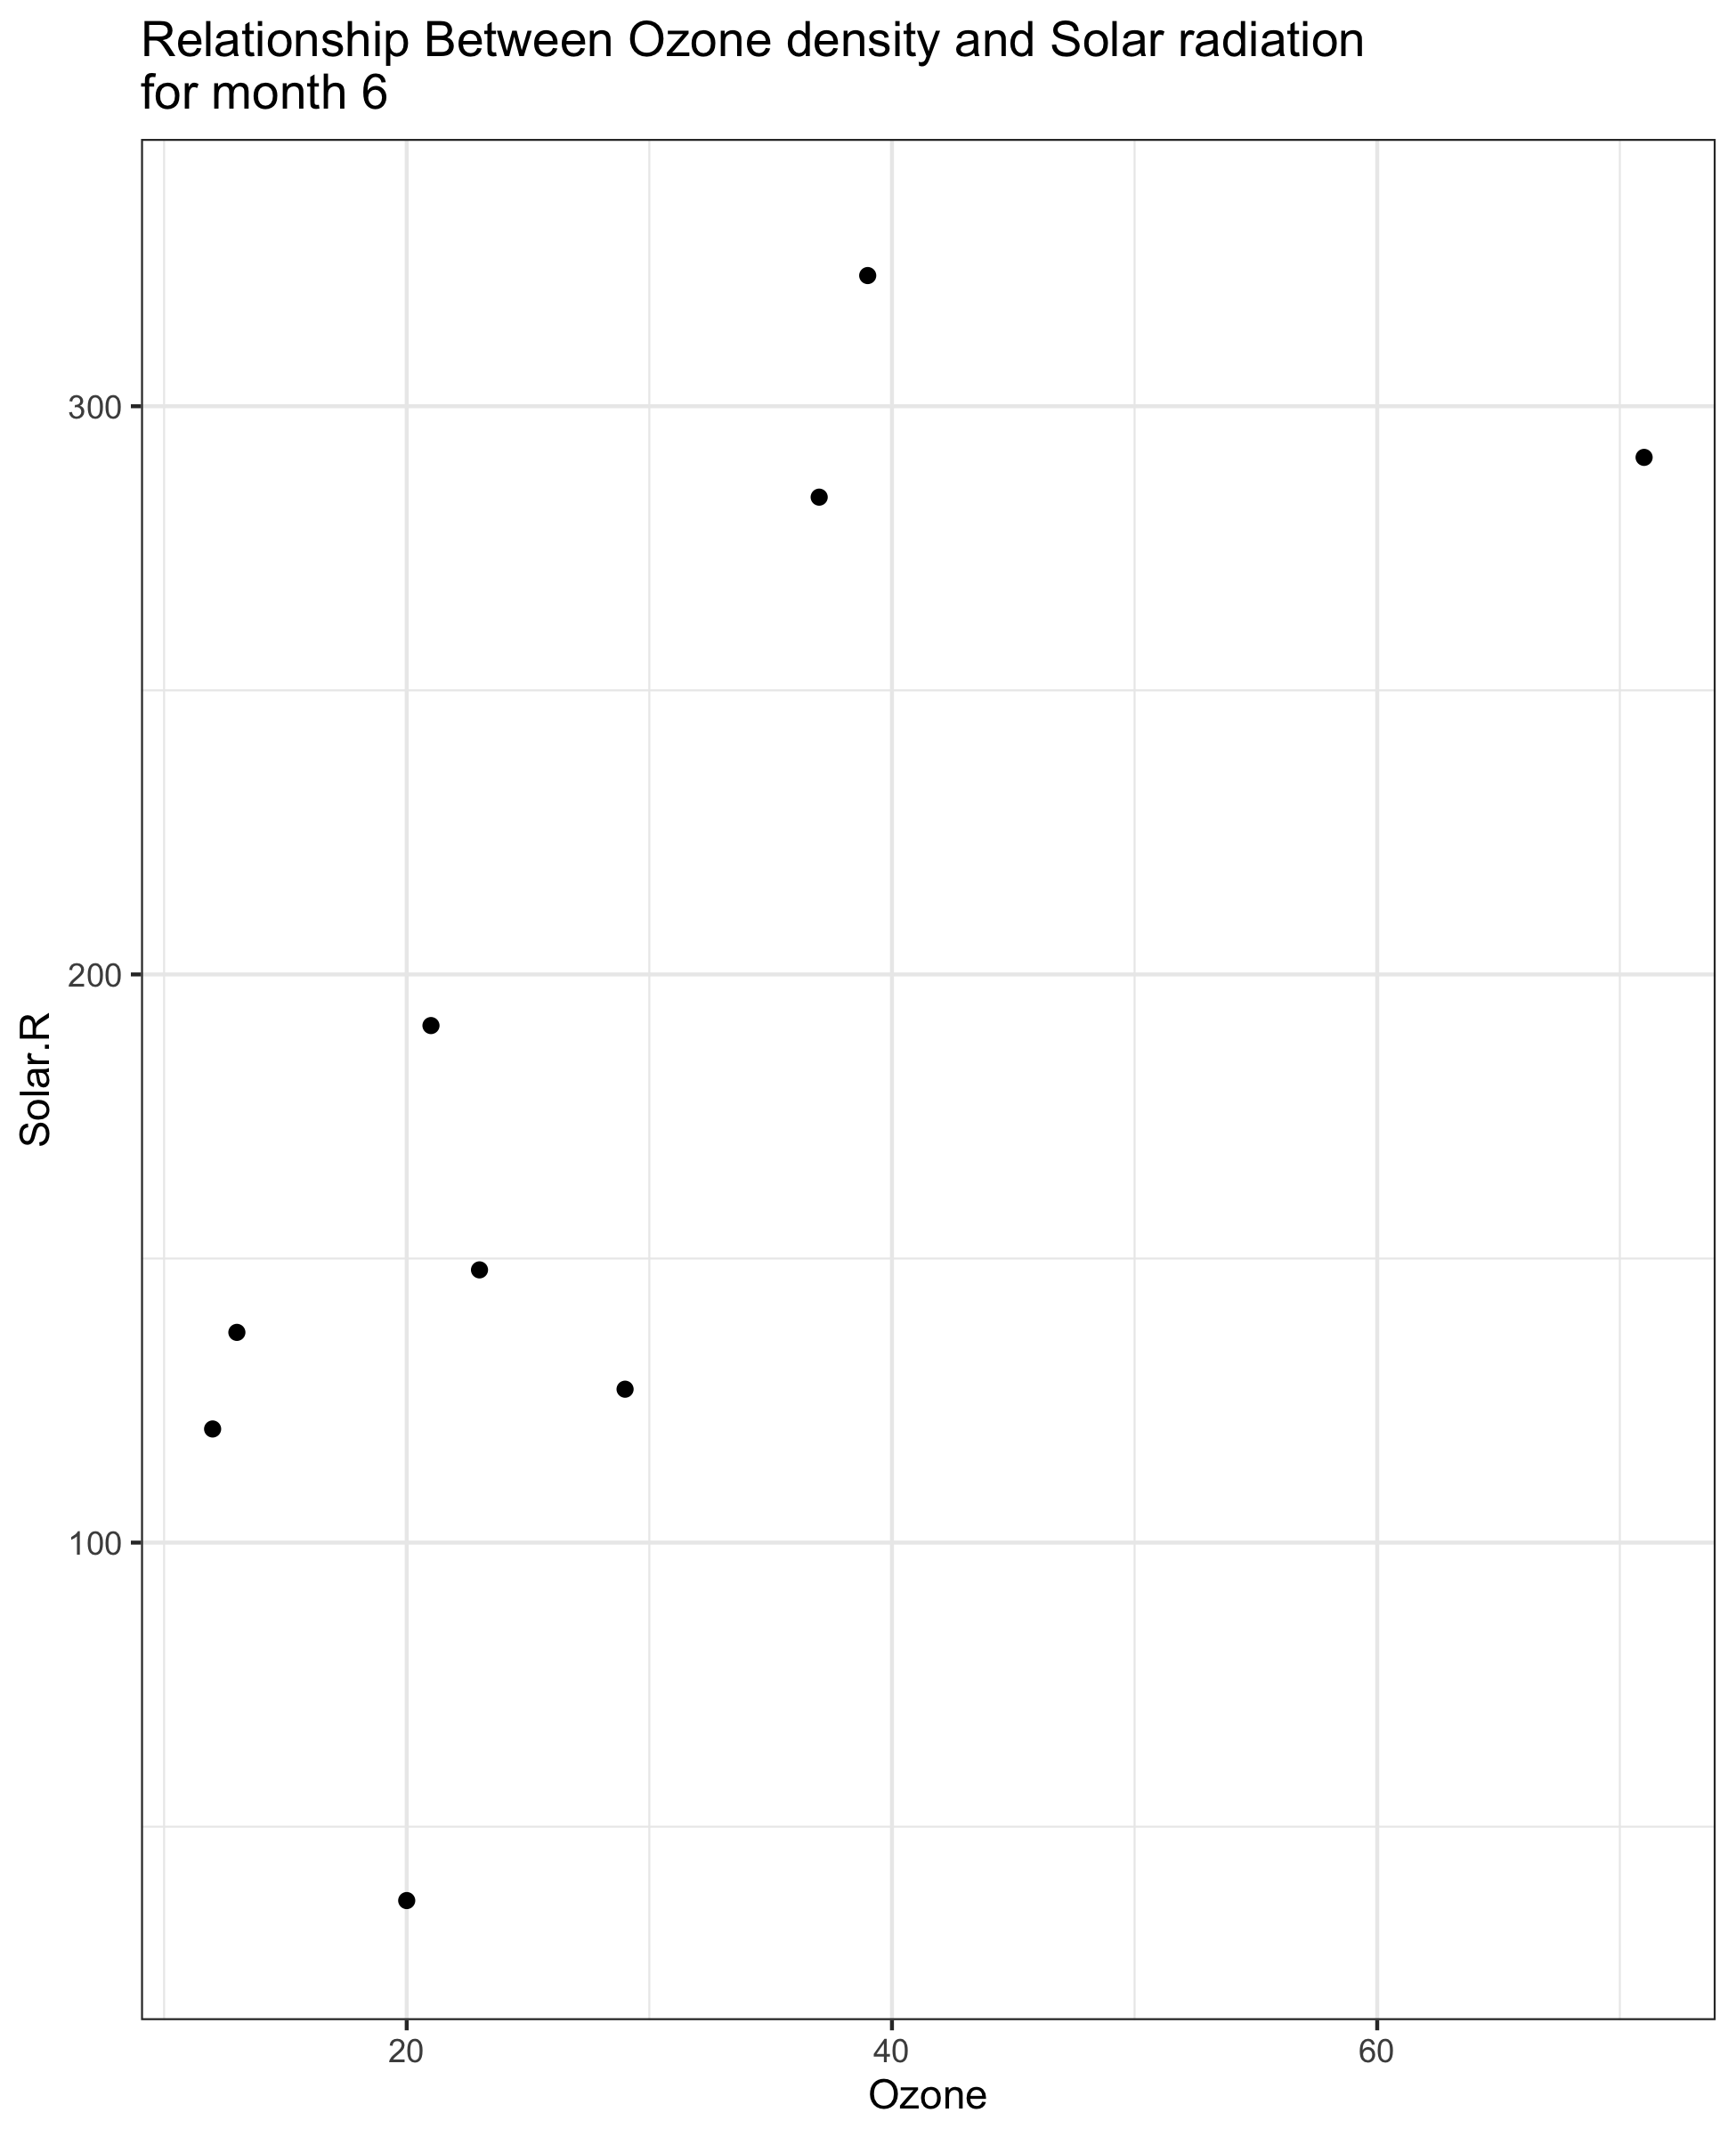 Relationship Between Ozone density and Solar radiation
for month 6
300
200
100
Solar.R
20
40
60
Ozone